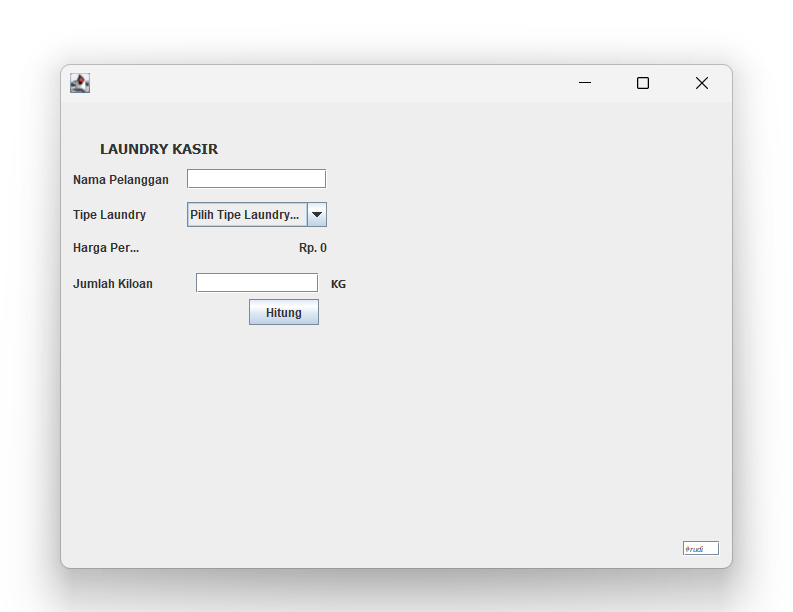 LAUNDRY KASIR
Nama Pelanggan
Tipe Laundry Pilih Tipe Laundry...
Harga Per... Rp. 0
Jumlah Kiloan KG
Hitung
#rudi